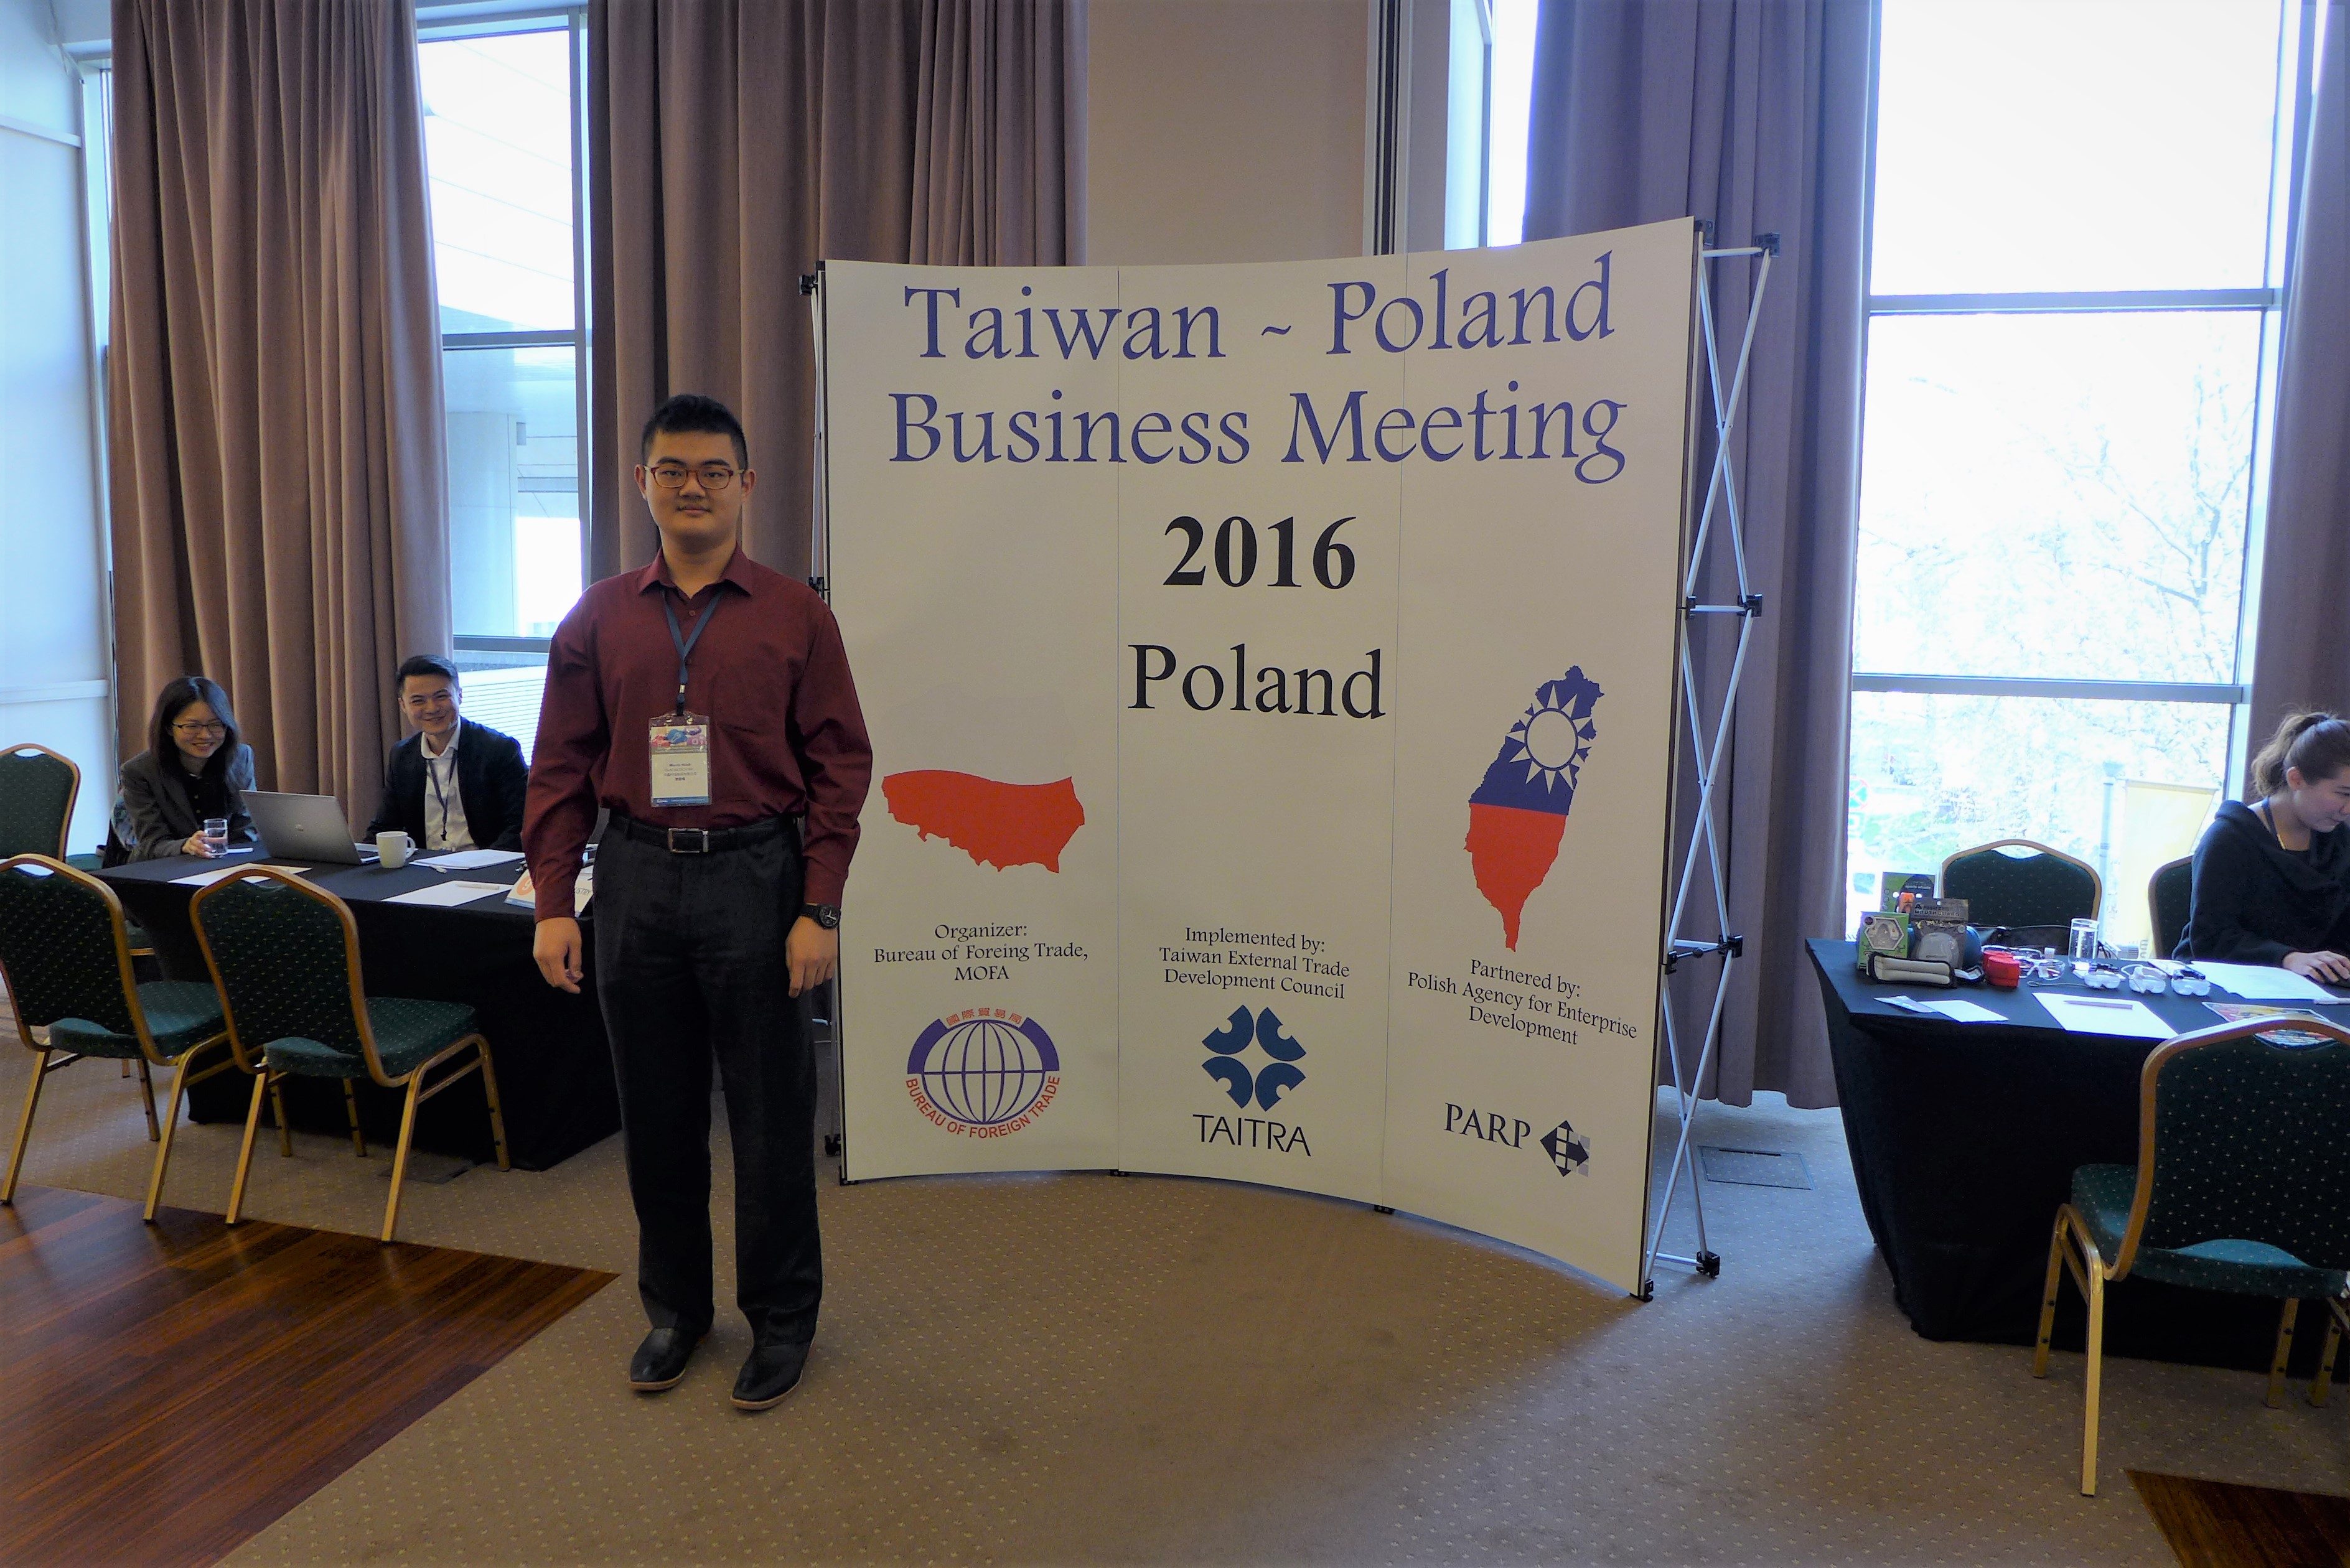 Taiwan ~ Poland
Business Meeting
2016
Poland
Organizer:
Bureau of Foreing Trade,
MOFA
國際貿易局
BUREAU OF FOREIGN TRADE
Implemented by:
Taiwan External Trade
Development Council
TAITRA
Partnered by:
Polish Agency for Enterprise
Development
PARP